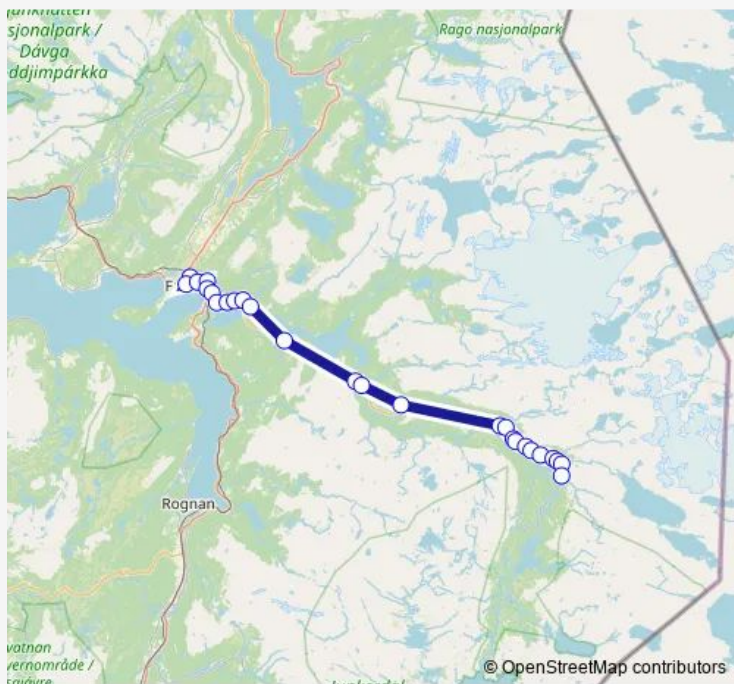 sjonalpark /
Dávga
ddjimpárkka
Rago nasjonalpark
F
Rognan
vatnan
vernområde /
© OpenStreetMap contributors